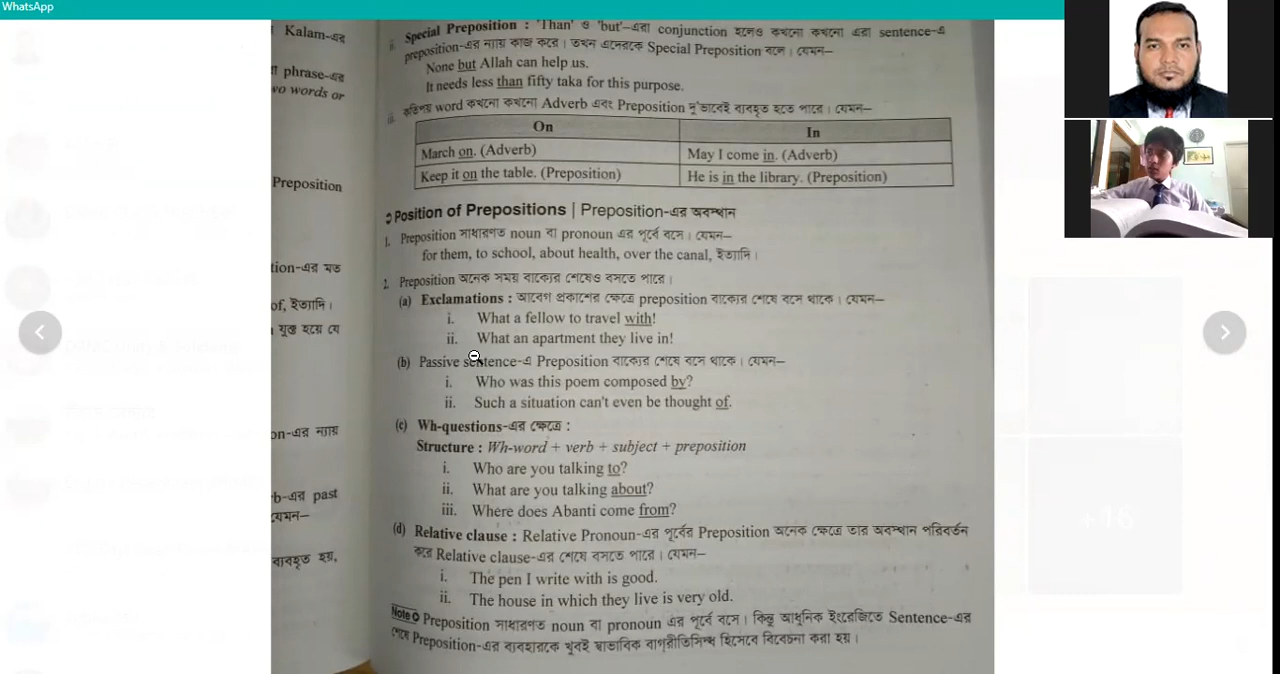 WhatsApp
Kalam-এর
phrase-এর
wo words or
Preposition
tion-এর মত
of, ইত্যাদি।
যুক্ত হয়ে যে
on-এর ন্যায়
b-এর past
যেমন—
ব্যবহৃত হয়,
ii. Special Preposition : 'Than' ও 'but'-এরা conjunction হলেও কখনো কখনো এরা sentence-এ
preposition-এর ন্যায় কাজ করে। তখন এদেরকে Special Preposition বলে। যেমন—
None but Allah can help us.
It needs less than fifty taka for this purpose.
iii. কতিপয় word কখনো কখনো Adverb এবং Preposition দু'ভাবেই ব্যবহৃত হতে পারে। যেমন—
On In
March on. (Adverb) May I come in. (Adverb)
Keep it on the table. (Preposition) He is in the library. (Preposition)
Position of Prepositions | Preposition-এর অবস্থান
1. Preposition সাধারণত noun বা pronoun এর পূর্বে বসে। যেমন—
for them, to school, about health, over the canal, ইত্যাদি।
2. Preposition অনেক সময় বাক্যের শেষেও বসতে পারে।
(a) Exclamations : আবেগ প্রকাশের ক্ষেত্রে preposition বাক্যের শেষে বসে থাকে। যেমন—
i. What a fellow to travel with!
ii. What an apartment they live in!
(b) Passive sentence-এ Preposition বাক্যের শেষে বসে থাকে। যেমন—
i. Who was this poem composed by?
ii. Such a situation can't even be thought of.
(c) Wh-questions-এর ক্ষেত্রে :
Structure : Wh-word + verb + subject + preposition
i. Who are you talking to?
ii. What are you talking about?
iii. Where does Abanti come from?
(d) Relative clause : Relative Pronoun-এর পূর্বের Preposition অনেক ক্ষেত্রে তার অবস্থান পরিবর্তন
করে Relative clause-এর শেষে বসতে পারে। যেমন—
i. The pen I write with is good.
ii. The house in which they live is very old.
Note Preposition সাধারণত noun বা pronoun এর পূর্বে বসে। কিন্তু আধুনিক ইংরেজিতে Sentence-এর
শেষে Preposition-এর ব্যবহারকে খুবই স্বাভাবিক বাগ্‌রীতিসিদ্ধ হিসেবে বিবেচনা করা হয়।
+16